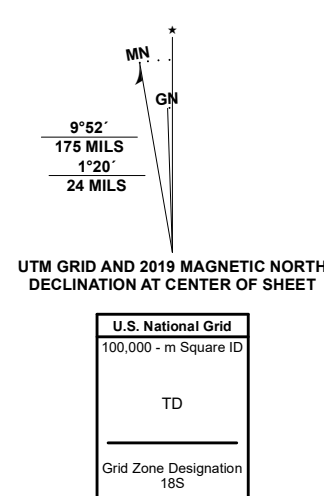 ★
MN
GN
9°52´
175 MILS
1°20´
24 MILS
UTM GRID AND 2019 MAGNETIC NORTH
DECLINATION AT CENTER OF SHEET
U.S. National Grid
100,000 - m Square ID
TD
Grid Zone Designation
18S